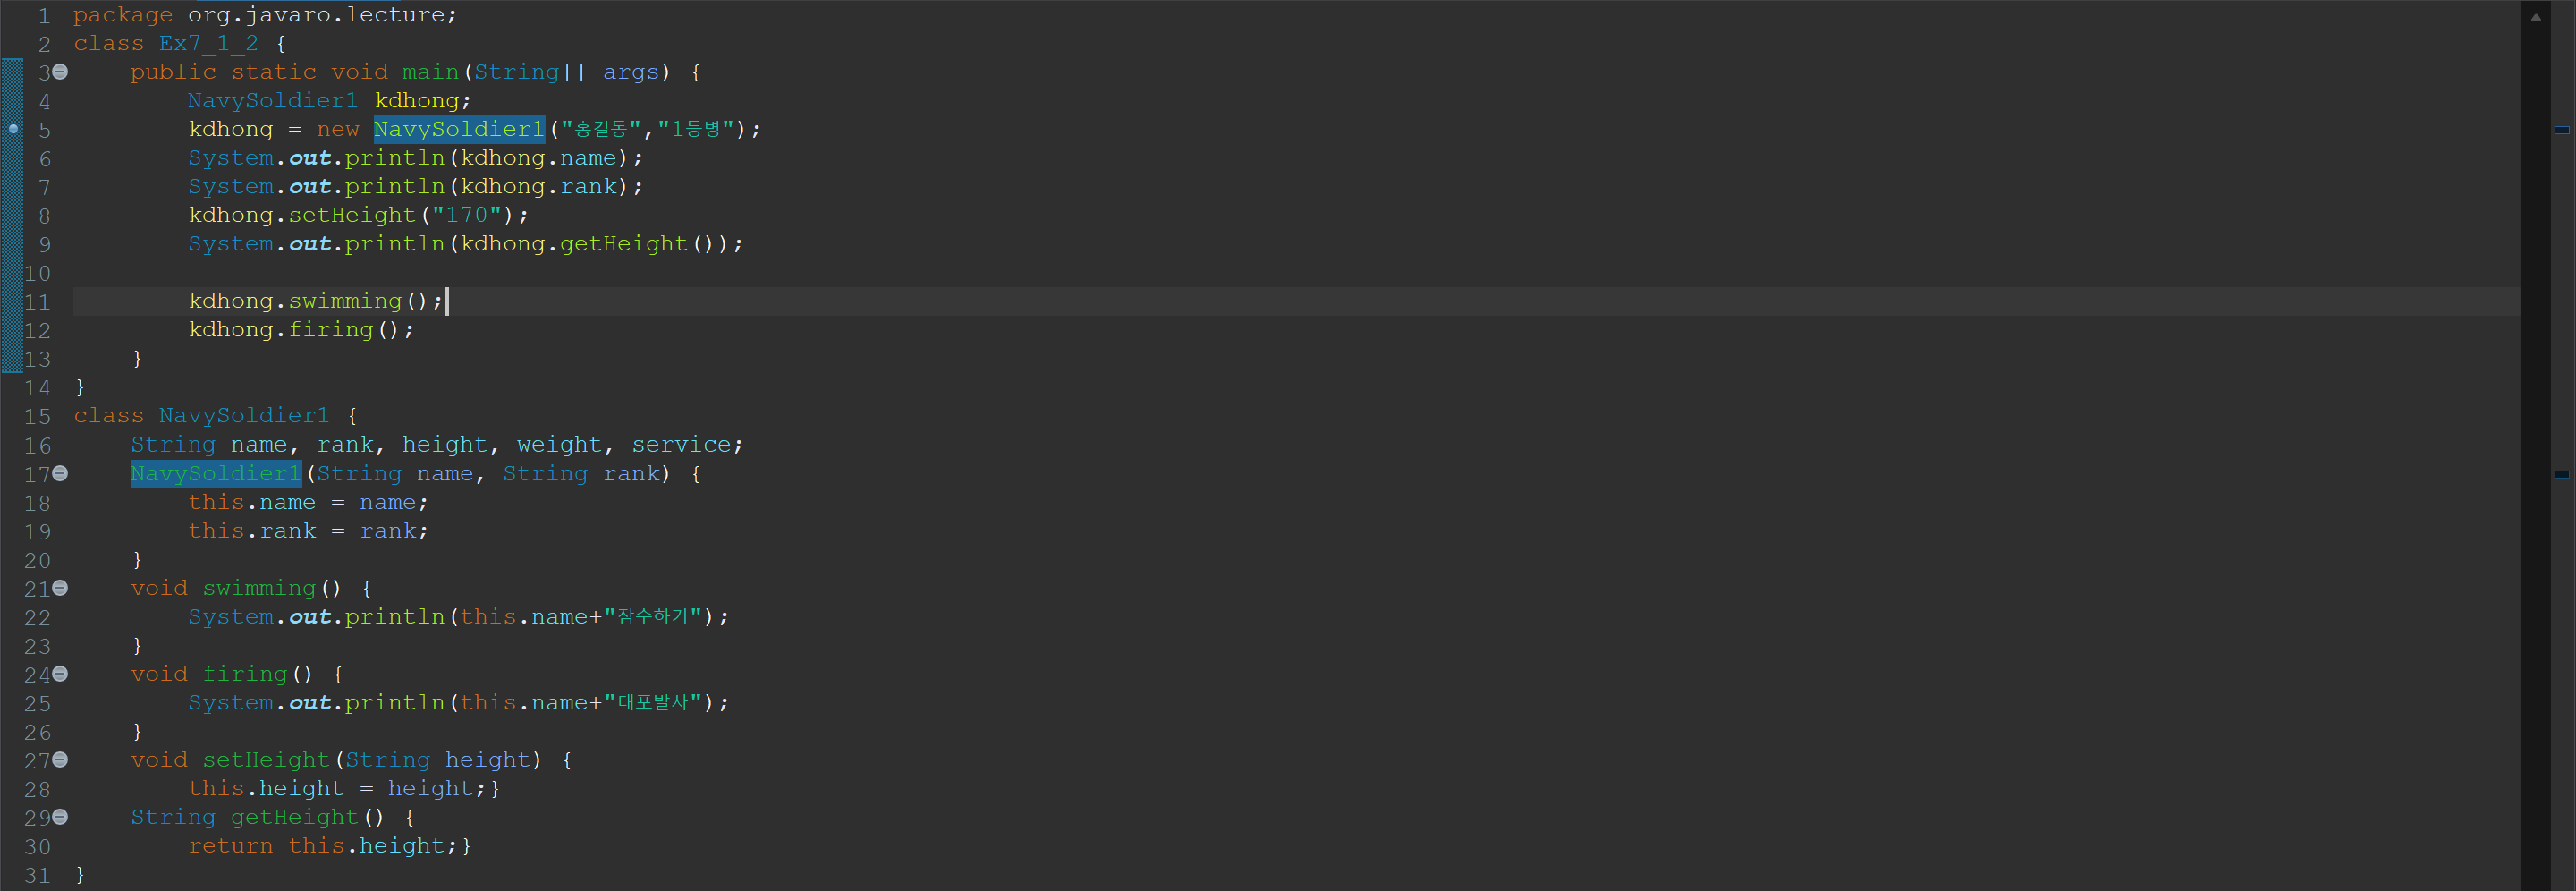 1 package org.javaro.lecture;
2 class Ex7_1_2 {
3 public static void main(String[] args) {
4 NavySoldier1 kdhong;
5 kdhong = new NavySoldier1("홍길동","1등병");
6 System.out.println(kdhong.name);
7 System.out.println(kdhong.rank);
8 kdhong.setHeight("170");
9 System.out.println(kdhong.getHeight());
10
11 kdhong.swimming();
12 kdhong.firing();
13 }
14 }
15 class NavySoldier1 {
16 String name, rank, height, weight, service;
17 NavySoldier1(String name, String rank) {
18 this.name = name;
19 this.rank = rank;
20 }
21 void swimming() {
22 System.out.println(this.name+"잠수하기");
23 }
24 void firing() {
25 System.out.println(this.name+"대포발사");
26 }
27 void setHeight(String height) {
28 this.height = height;}
29 String getHeight() {
30 return this.height;}
31 }